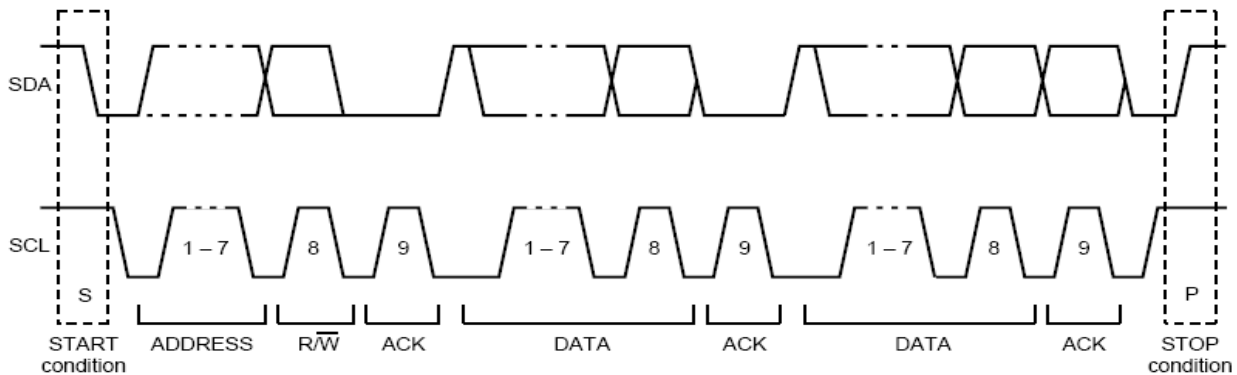 SDA
SCL
1 – 7 8 9 1 – 7 8 9 1 – 7 8 9
S P
START condition ADDRESS R/W̅ ACK DATA ACK DATA ACK STOP condition